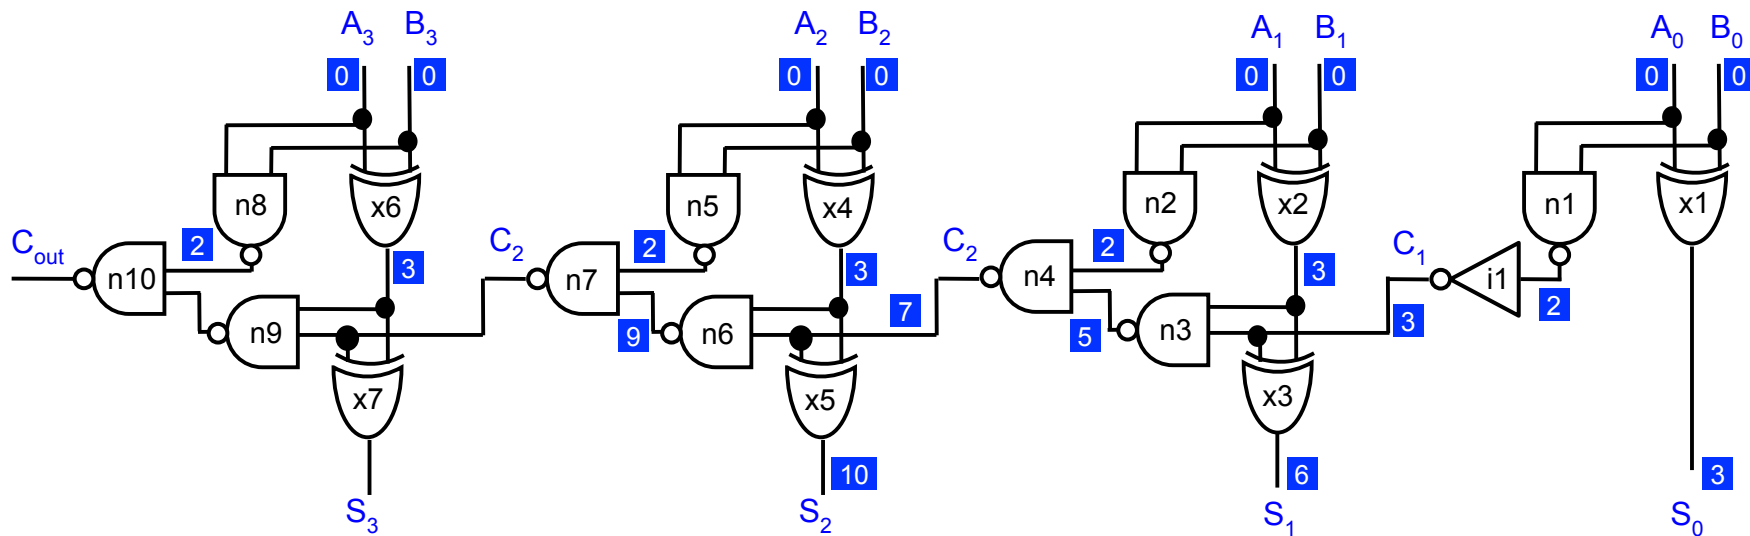 A3 B3 A2 B2 A1 B1 A0 B0
0 0 0 0 0 0 0 0
n8 x6 n5 x4 n2 x2 n1 x1
Cout 2 C2 2 C2 2 C1
n10 3 n7 3 n4 3 i1 2
n9 9 n6 7 5 n3 3
x7 x5 x3
10 6 3
S3 S2 S1 S0